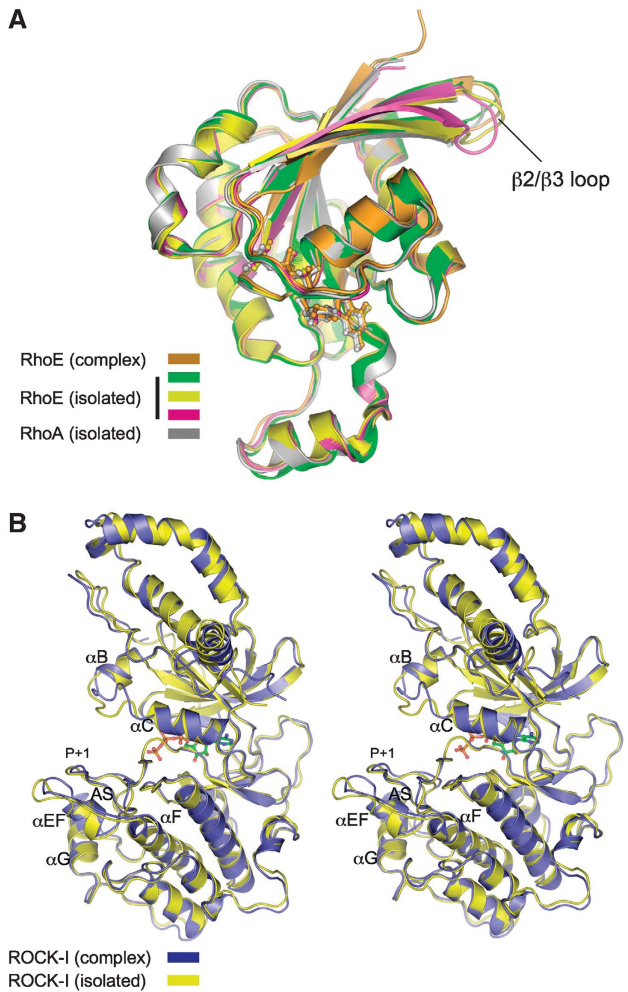 A
β2/β3 loop
RhoE (complex)
RhoE (isolated)
RhoA (isolated)
B
αB
αC
P+1
AS
αEF
αF
αG
αB
αC
P+1
AS
αEF
αF
αG
ROCK-I (complex)
ROCK-I (isolated)